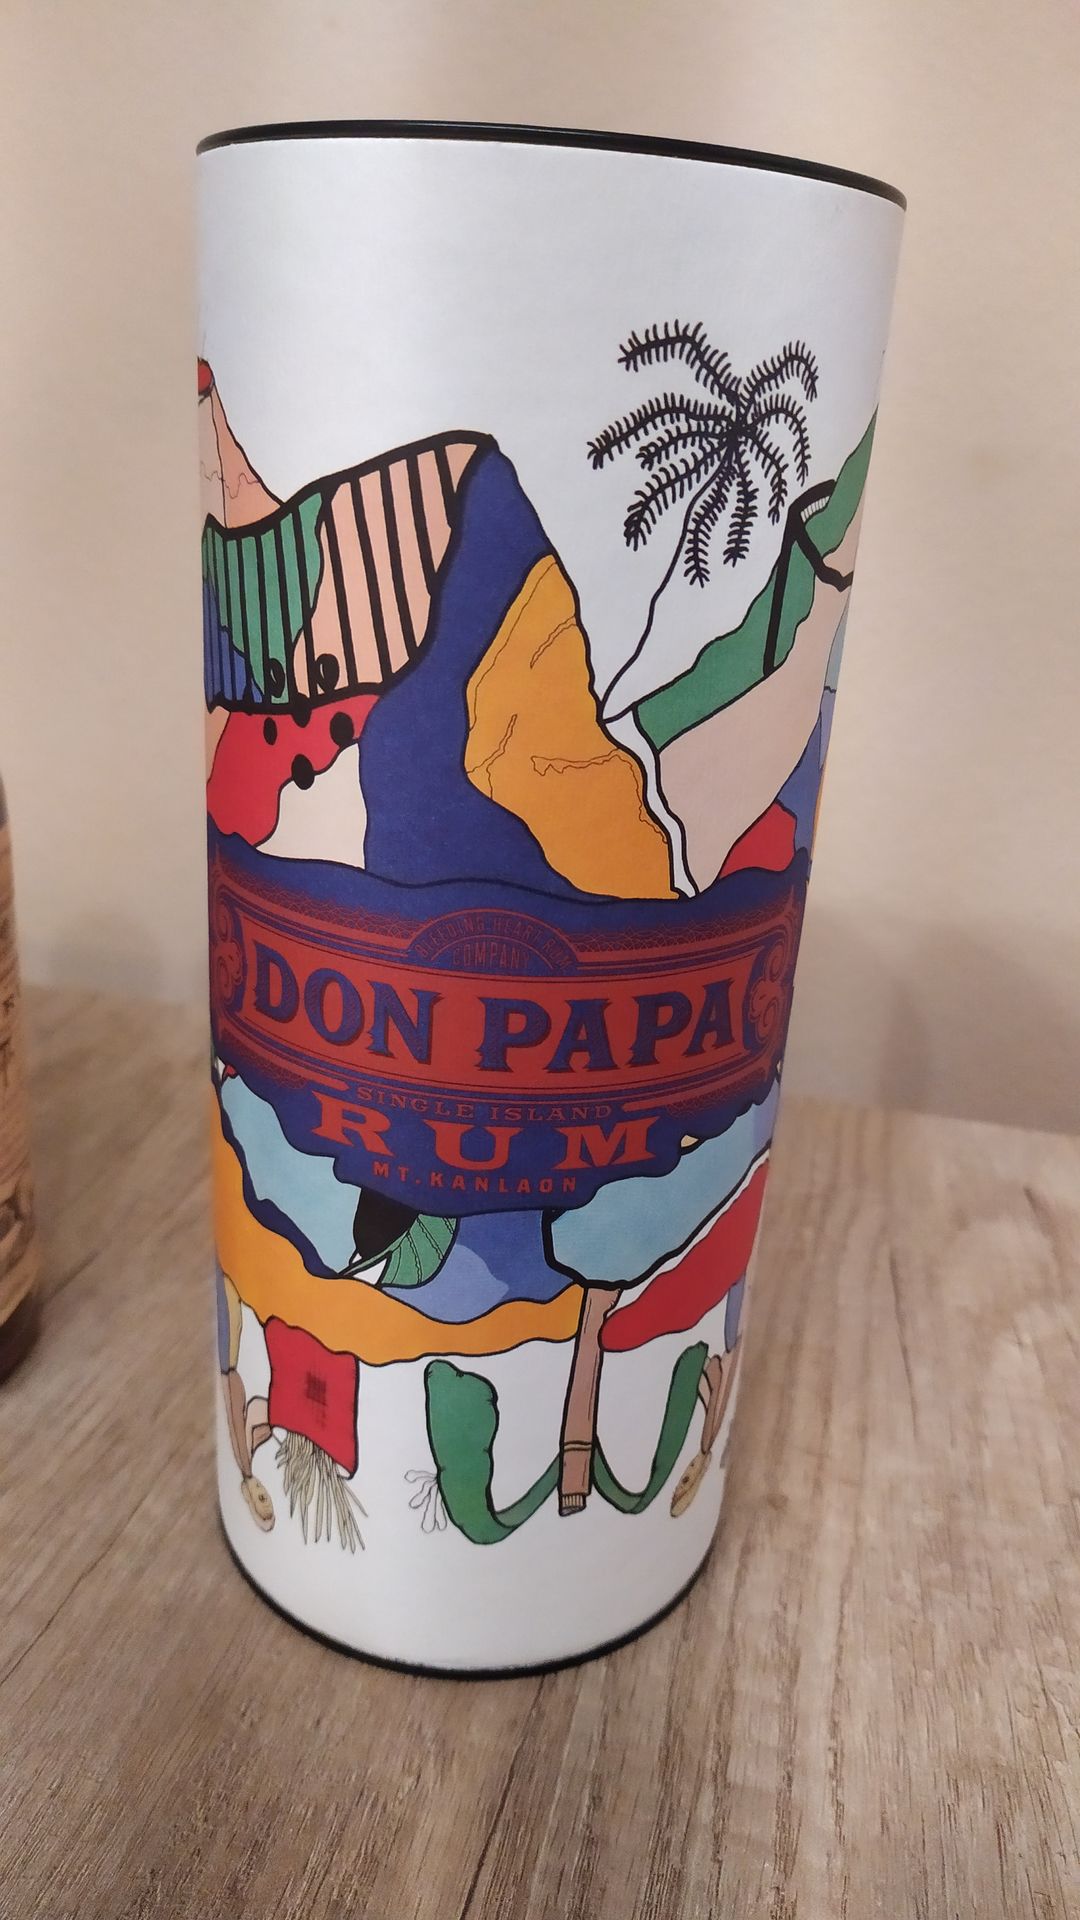 BLEEDING HEART RUM
COMPANY
DON PAPA
SINGLE ISLAND
RUM
MT. KANLAON